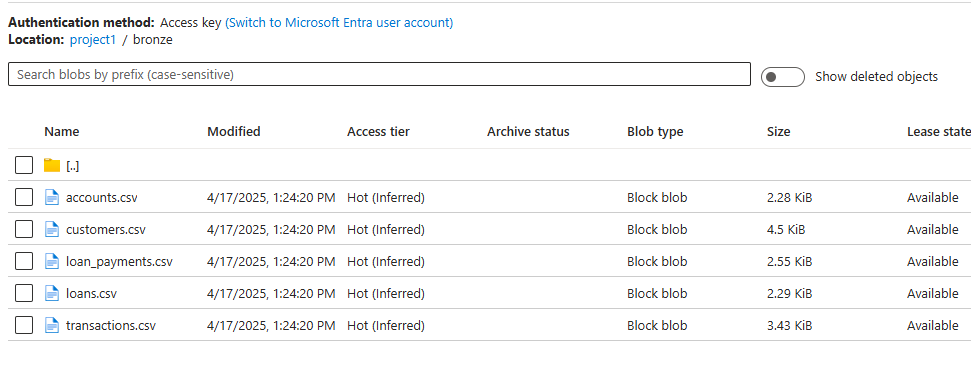 Authentication method: Access key (Switch to Microsoft Entra user account)
Location: project1 / bronze
Search blobs by prefix (case-sensitive)
Show deleted objects
Name Modified Access tier Archive status Blob type Size Lease state
[..]
accounts.csv 4/17/2025, 1:24:20 PM Hot (Inferred) Block blob 2.28 KiB Available
customers.csv 4/17/2025, 1:24:20 PM Hot (Inferred) Block blob 4.5 KiB Available
loan_payments.csv 4/17/2025, 1:24:20 PM Hot (Inferred) Block blob 2.55 KiB Available
loans.csv 4/17/2025, 1:24:20 PM Hot (Inferred) Block blob 2.29 KiB Available
transactions.csv 4/17/2025, 1:24:20 PM Hot (Inferred) Block blob 3.43 KiB Available